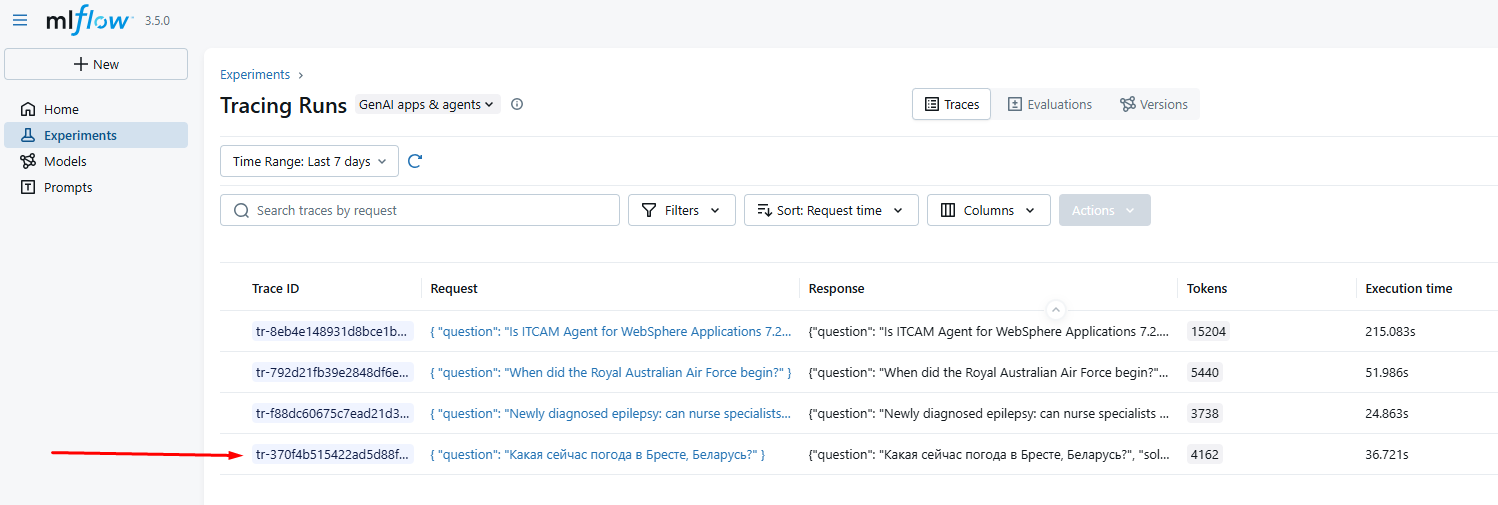 mlflow 3.5.0
New
Home
Experiments
Models
Prompts
Experiments ›
Tracing Runs GenAI apps & agents
Traces Evaluations Versions
Time Range: Last 7 days
Search traces by request Filters Sort: Request time Columns Actions
Trace ID Request Response Tokens Execution time
tr-8eb4e148931d8bce1b... { "question": "Is ITCAM Agent for WebSphere Applications 7.2... {"question": "Is ITCAM Agent for WebSphere Applications 7.2.... 15204 215.083s
tr-792d21fb39e2848df6e... { "question": "When did the Royal Australian Air Force begin?" } {"question": "When did the Royal Australian Air Force begin?"... 5440 51.986s
tr-f88dc60675c7ead21d3... { "question": "Newly diagnosed epilepsy: can nurse specialists... {"question": "Newly diagnosed epilepsy: can nurse specialists ... 3738 24.863s
tr-370f4b515422ad5d88f... { "question": "Какая сейчас погода в Бресте, Беларусь?" } {"question": "Какая сейчас погода в Бресте, Беларусь?", "sol... 4162 36.721s